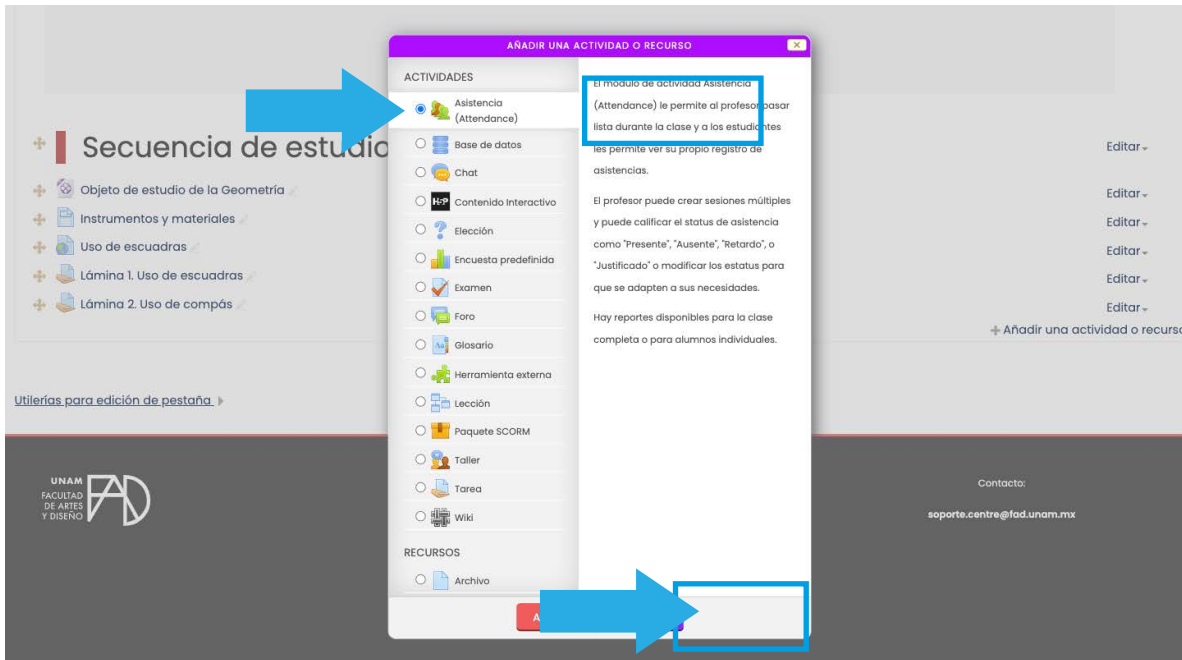 AÑADIR UNA ACTIVIDAD O RECURSO
ACTIVIDADES
Asistencia
(Attendance)
Base de datos
Chat
H5P Contenido Interactivo
Elección
Encuesta predefinida
Examen
Foro
Glosario
Herramienta externa
Lección
Paquete SCORM
Taller
Tarea
Wiki
RECURSOS
Archivo
El módulo de actividad Asistencia
(Attendance) le permite al profesor pasar
lista durante la clase y a los estudiantes
les permite ver su propio registro de
asistencias.
El profesor puede crear sesiones múltiples
y puede calificar el status de asistencia
como "Presente", "Ausente", "Retardo", o
"Justificado" o modificar los estatus para
que se adapten a sus necesidades.
Hay reportes disponibles para la clase
completa o para alumnos individuales.
Secuencia de estudio
Editar
Objeto de estudio de la Geometría
Editar
Instrumentos y materiales
Editar
Uso de escuadras
Editar
Lámina 1. Uso de escuadras
Editar
Lámina 2. Uso de compás
Editar
Añadir una actividad o recurso
Utilerías para edición de pestaña
UNAM
FACULTAD
DE ARTES
Y DISEÑO
FAD
Contacto:
soporte.centre@fad.unam.mx